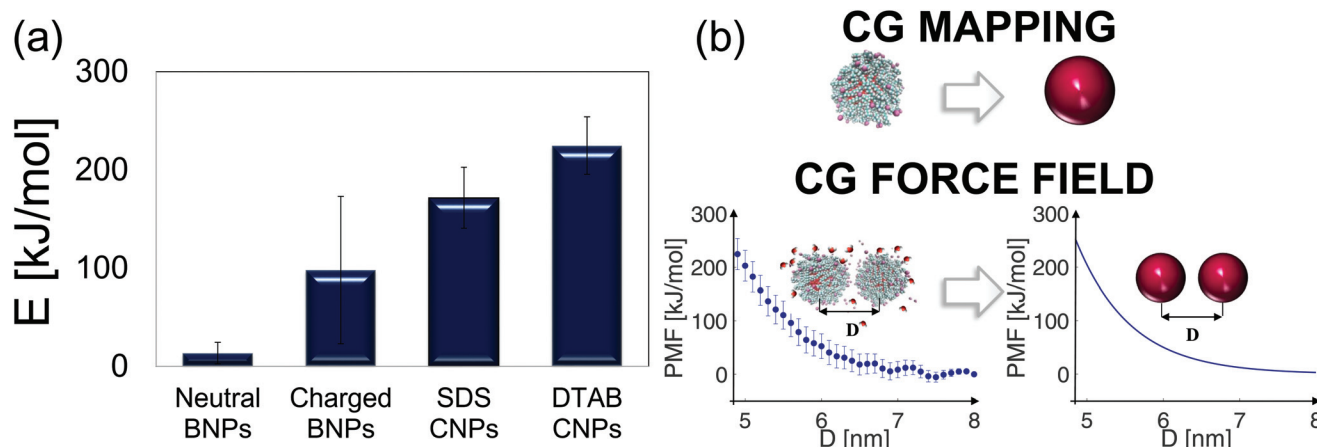 (a)
E [kJ/mol]
300
200
100
0
Neutral
BNPs
Charged
BNPs
SDS
CNPs
DTAB
CNPs
(b)
CG MAPPING
CG FORCE FIELD
PMF [kJ/mol]
300
200
100
0
D
5
6
7
8
D [nm]
PMF [kJ/mol]
300
200
100
0
D
5
6
7
8
D [nm]